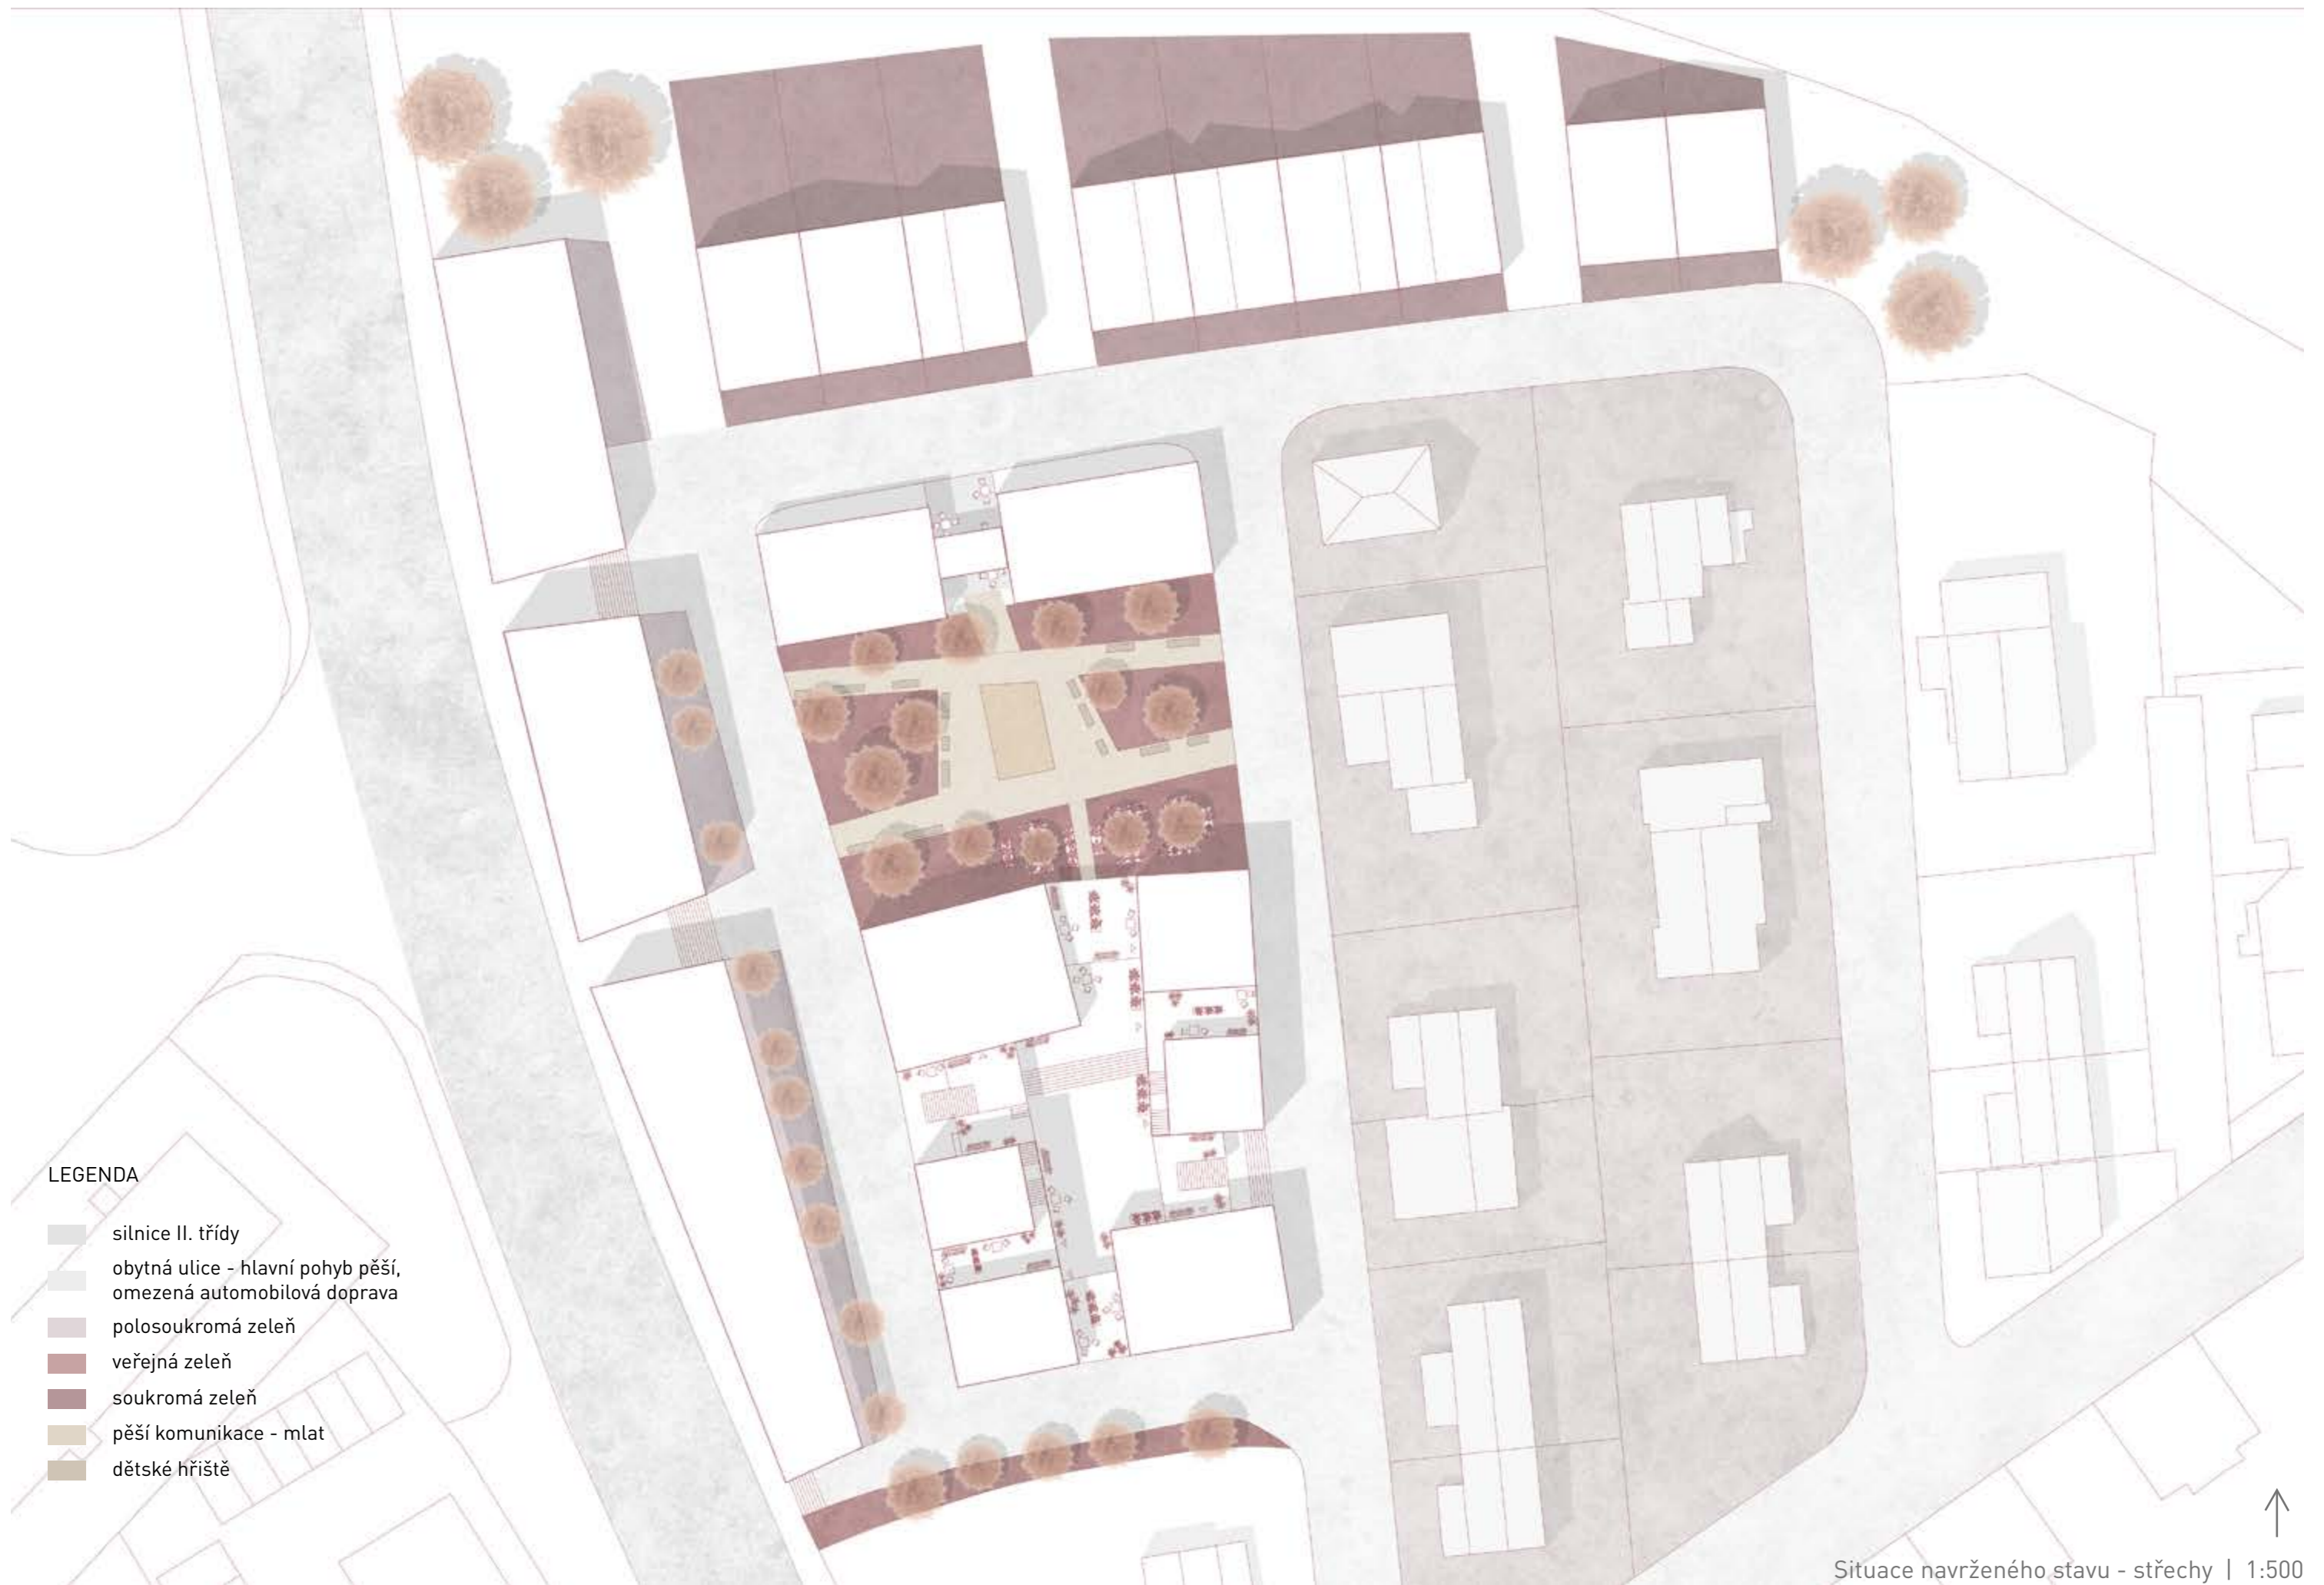 LEGENDA
silnice II. třídy
obytná ulice - hlavní pohyb pěší,
omezená automobilová doprava
polosoukromá zeleň
veřejná zeleň
soukromá zeleň
pěší komunikace - mlat
dětské hřiště
Situace navrženého stavu - střechy | 1:500